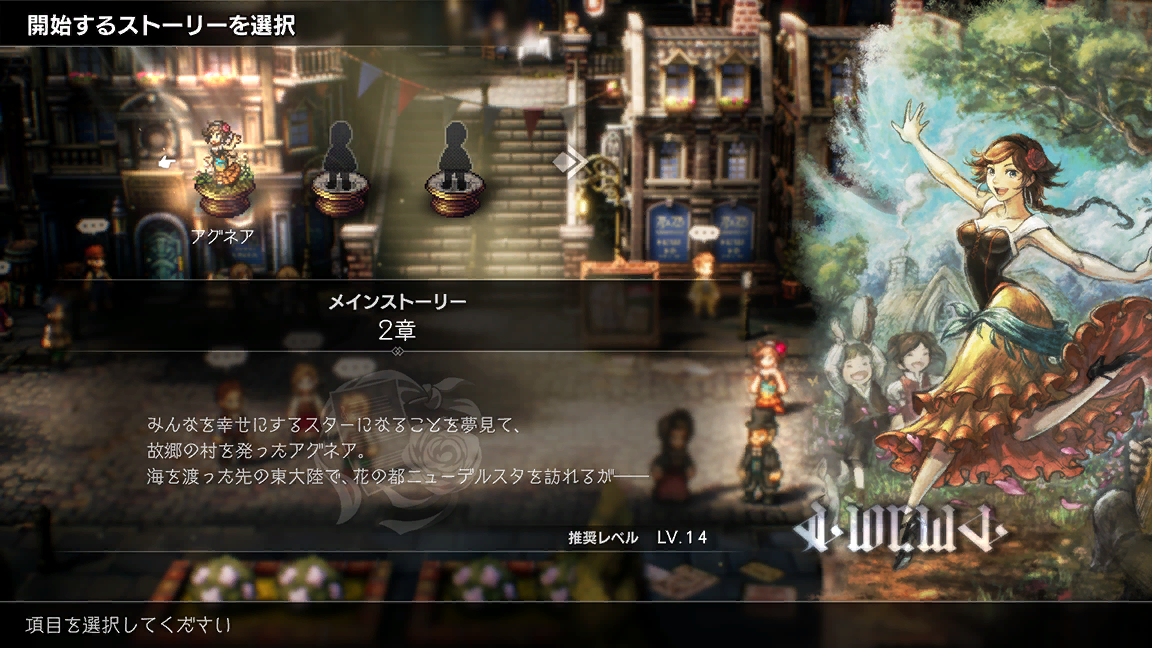 開始するストーリーを選択
アグネア
メインストーリー
2章
みんなを幸せにするスターになることを夢見て、
故郷の村を発ったアグネア。
海を渡った先の東大陸で、花の都ニューデルスタを訪れるが――
推奨レベル LV.14
項目を選択してください